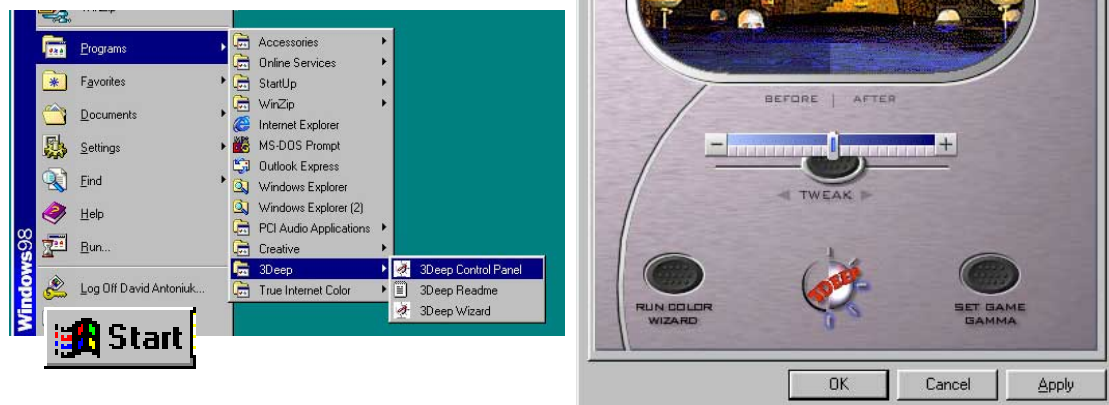 Programs
Favorites
Documents
Settings
Find
Help
Run...
Log Off David Antoniuk...
Windows98
Start
Accessories
Online Services
StartUp
WinZip
Internet Explorer
MS-DOS Prompt
Outlook Express
Windows Explorer
Windows Explorer (2)
PCI Audio Applications
Creative
3Deep
True Internet Color
3Deep Control Panel
3Deep Readme
3Deep Wizard
BEFORE | AFTER
TWEAK
RUN COLOR
WIZARD
3DEEP
SET GAME
GAMMA
OK
Cancel
Apply